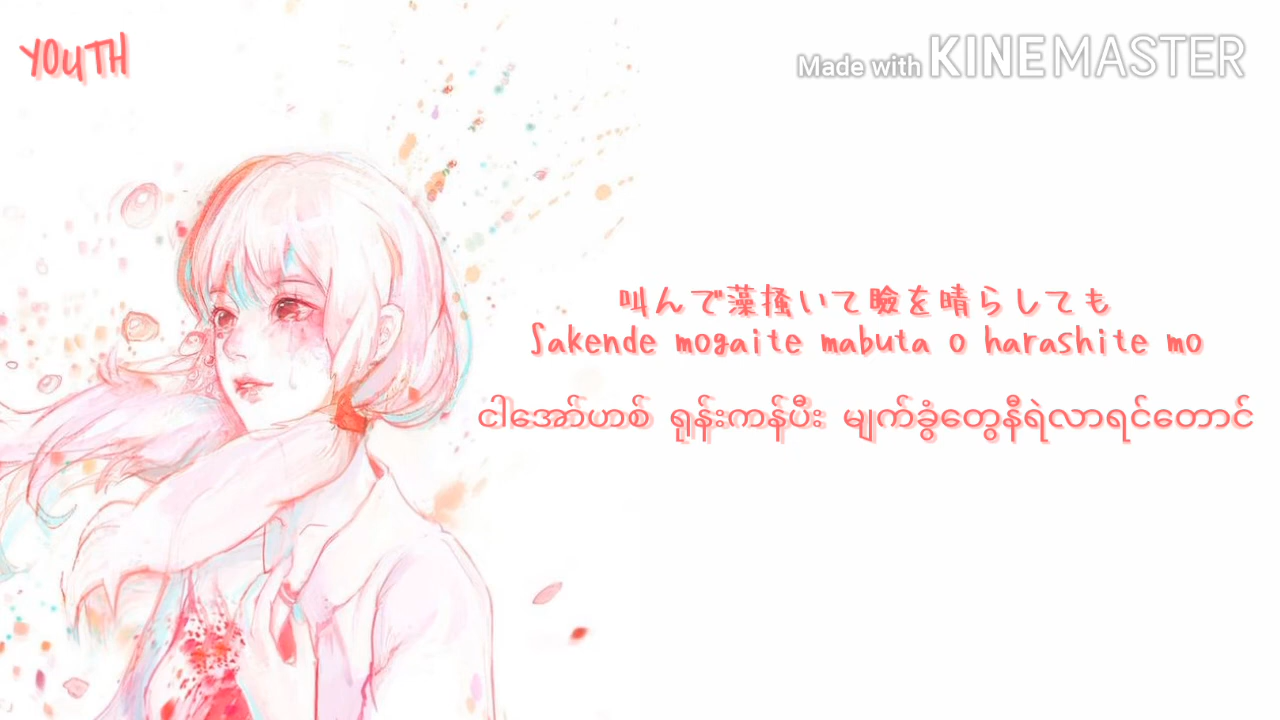 YOUTH
Made with KINEMASTER
叫んで藻掻いて瞼を晴らしても
Sakende mogaite mabuta o harashite mo
ငါအော်ဟစ် ရုန်းကန်ပီး မျက်ခွံတွေနီရဲလာရင်တောင်